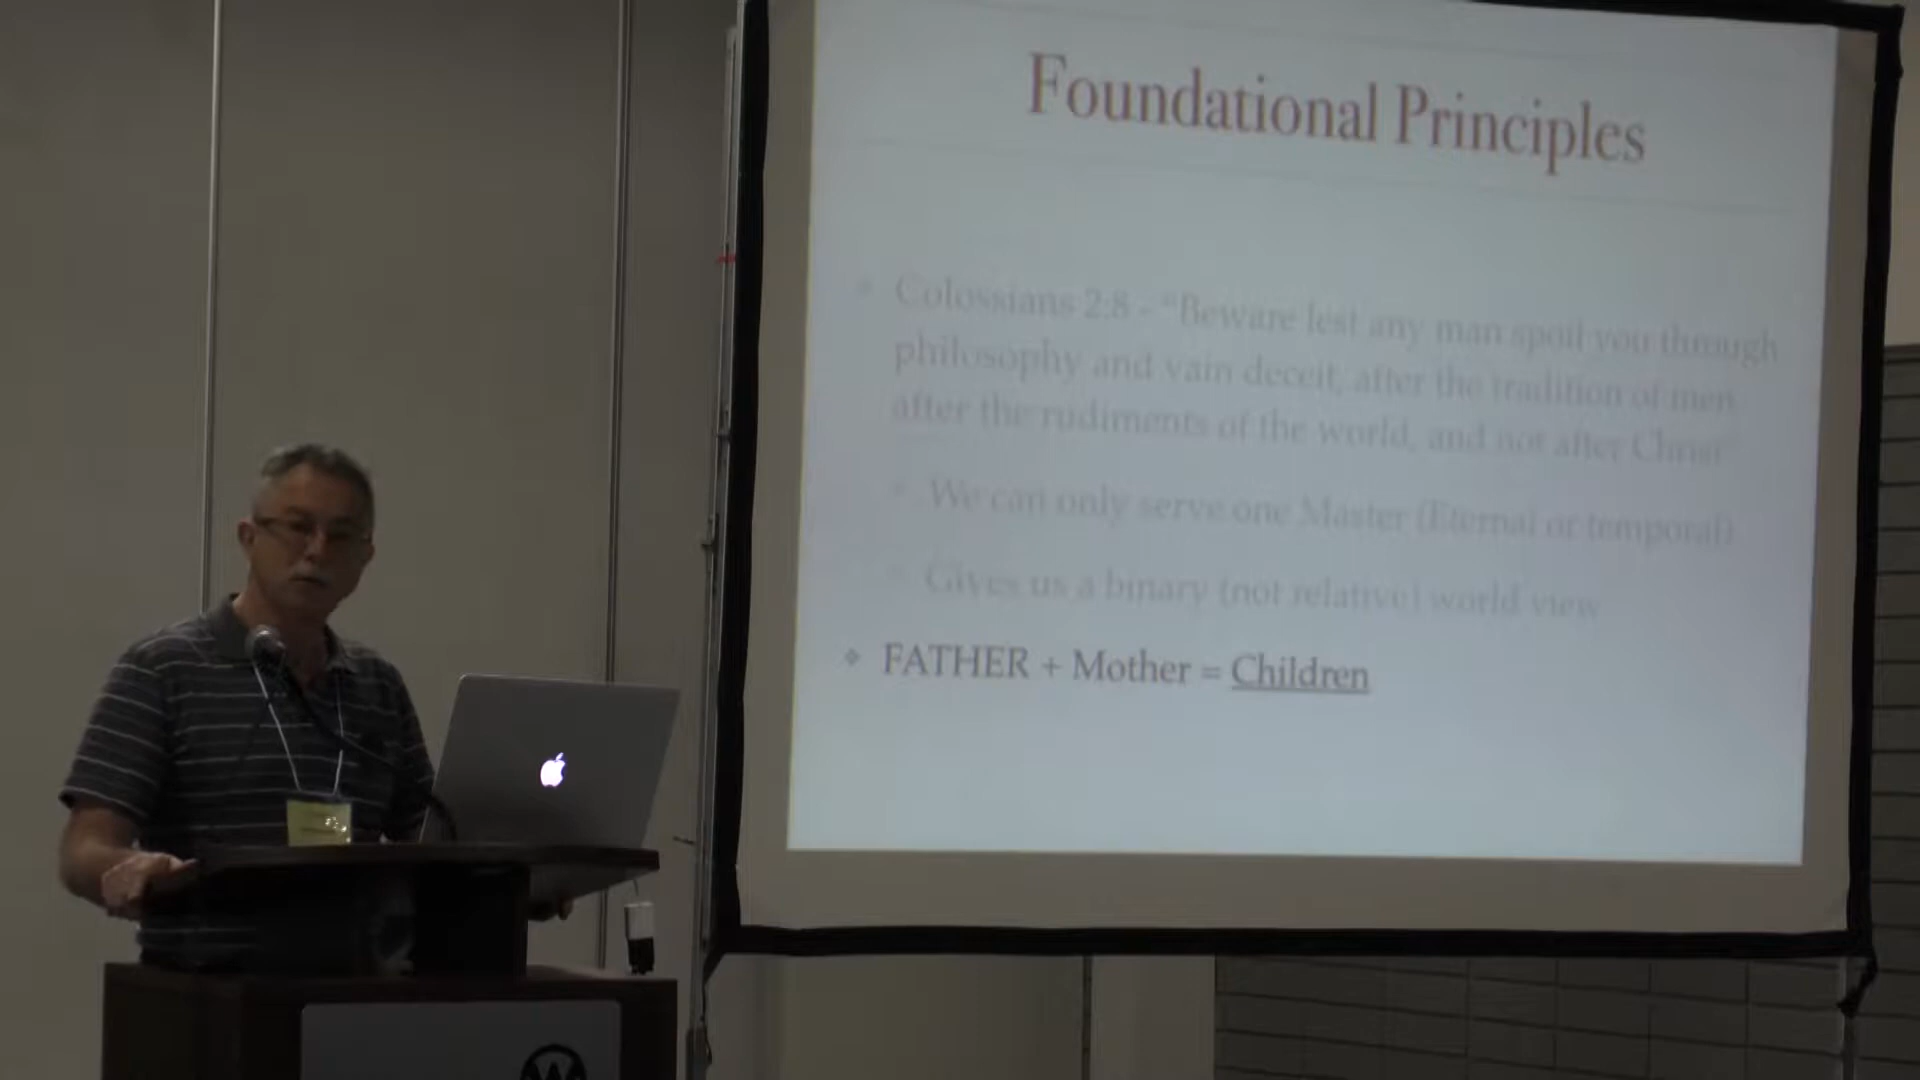 Foundational Principles
Colossians 2:8 - "Beware lest any man spoil you through
philosophy and vain deceit, after the tradition of men
after the rudiments of the world, and not after Christ
We can only serve one Master (Eternal or temporal)
Gives us a binary (not relative) world view
FATHER + Mother = Children
W